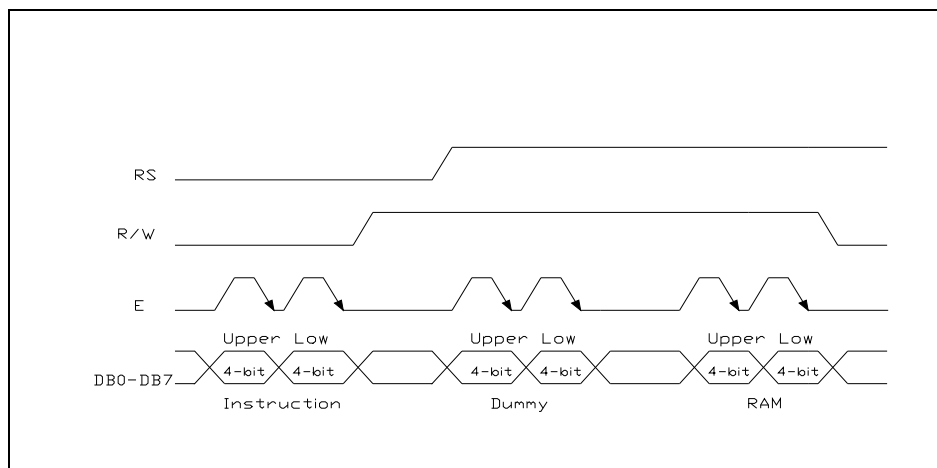 RS
R/W
E
Upper Low Upper Low Upper Low
DB0-DB7 4-bit 4-bit 4-bit 4-bit 4-bit 4-bit
Instruction Dummy RAM